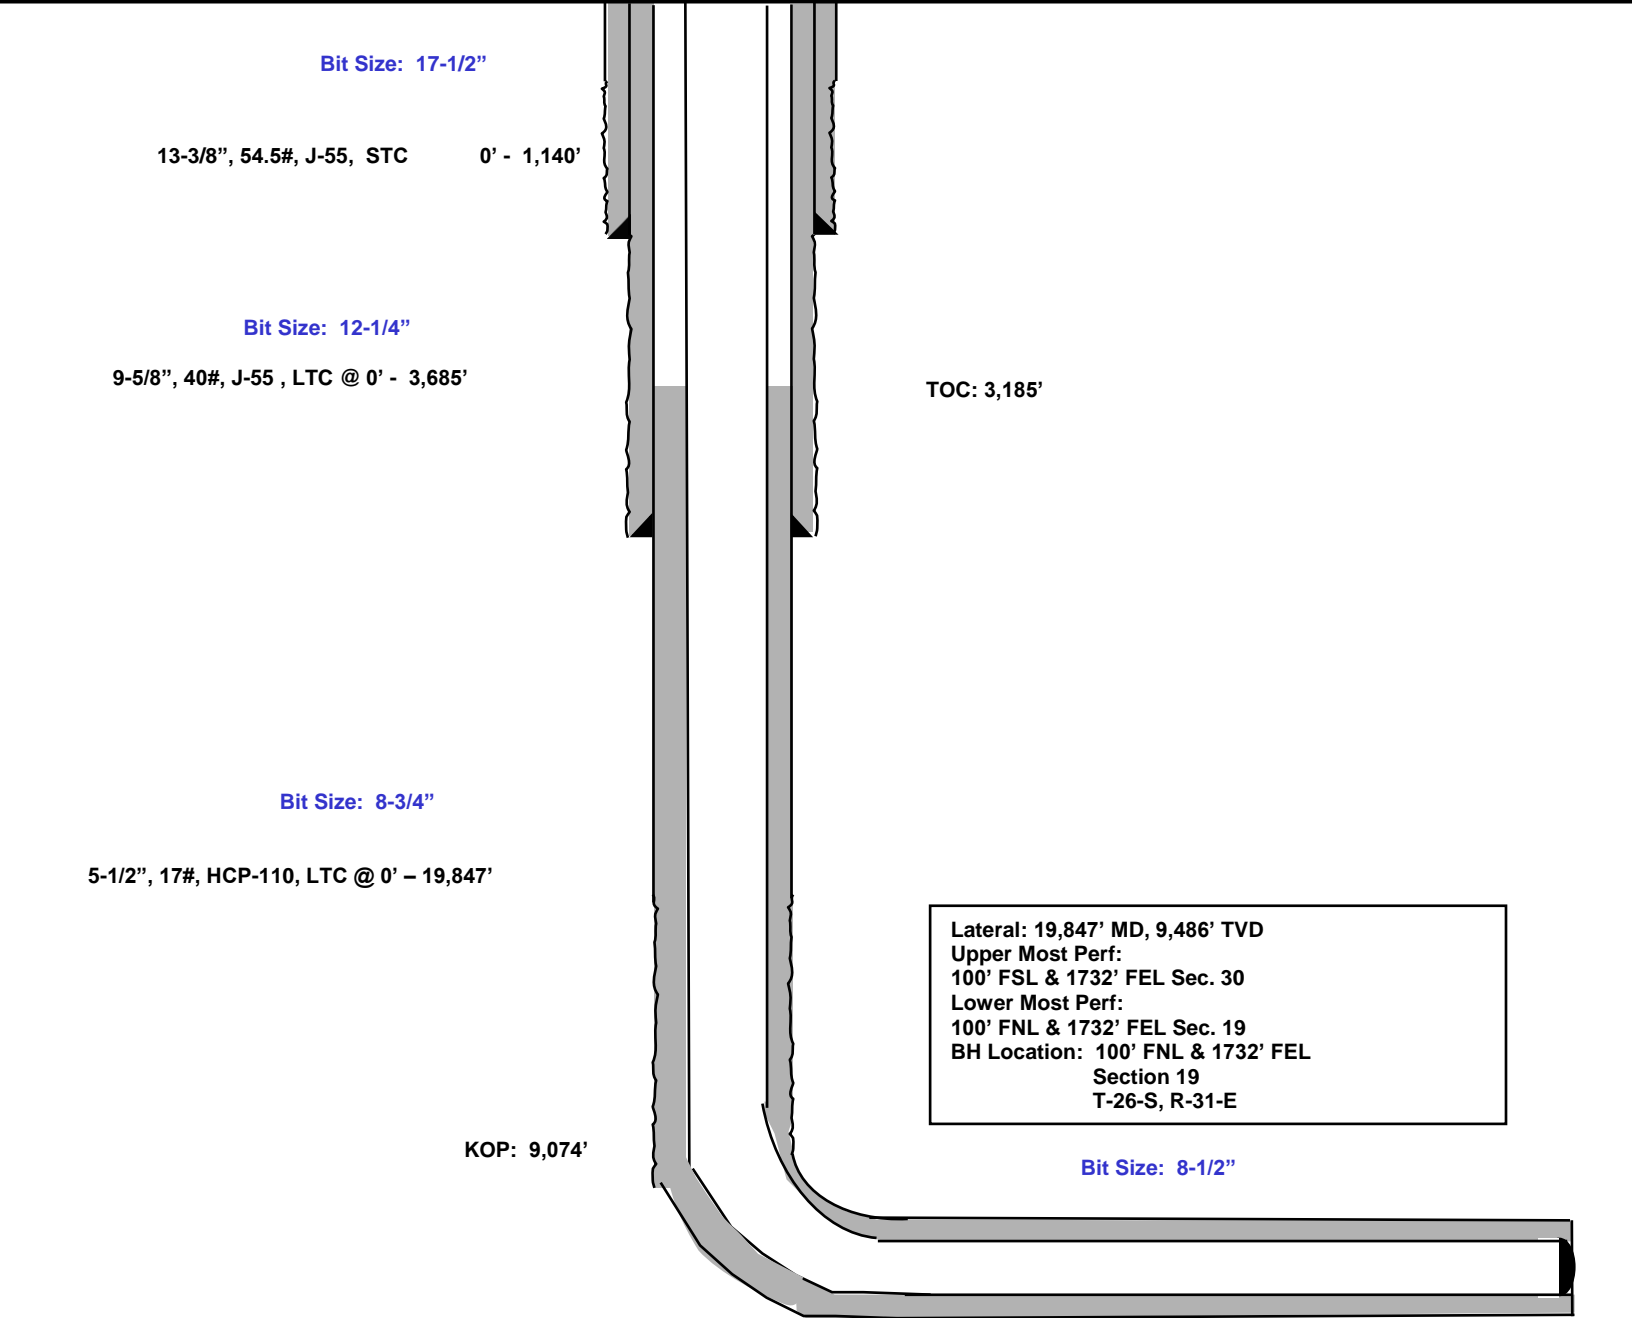 Bit Size: 17-1/2”
13-3/8”, 54.5#, J-55, STC 0’ - 1,140’
Bit Size: 12-1/4”
9-5/8”, 40#, J-55 , LTC @ 0’ - 3,685’
TOC: 3,185’
Bit Size: 8-3/4”
5-1/2”, 17#, HCP-110, LTC @ 0’ – 19,847’
Lateral: 19,847’ MD, 9,486’ TVD
Upper Most Perf:
100’ FSL & 1732’ FEL Sec. 30
Lower Most Perf:
100’ FNL & 1732’ FEL Sec. 19
BH Location: 100’ FNL & 1732’ FEL
Section 19
T-26-S, R-31-E
KOP: 9,074’
Bit Size: 8-1/2”